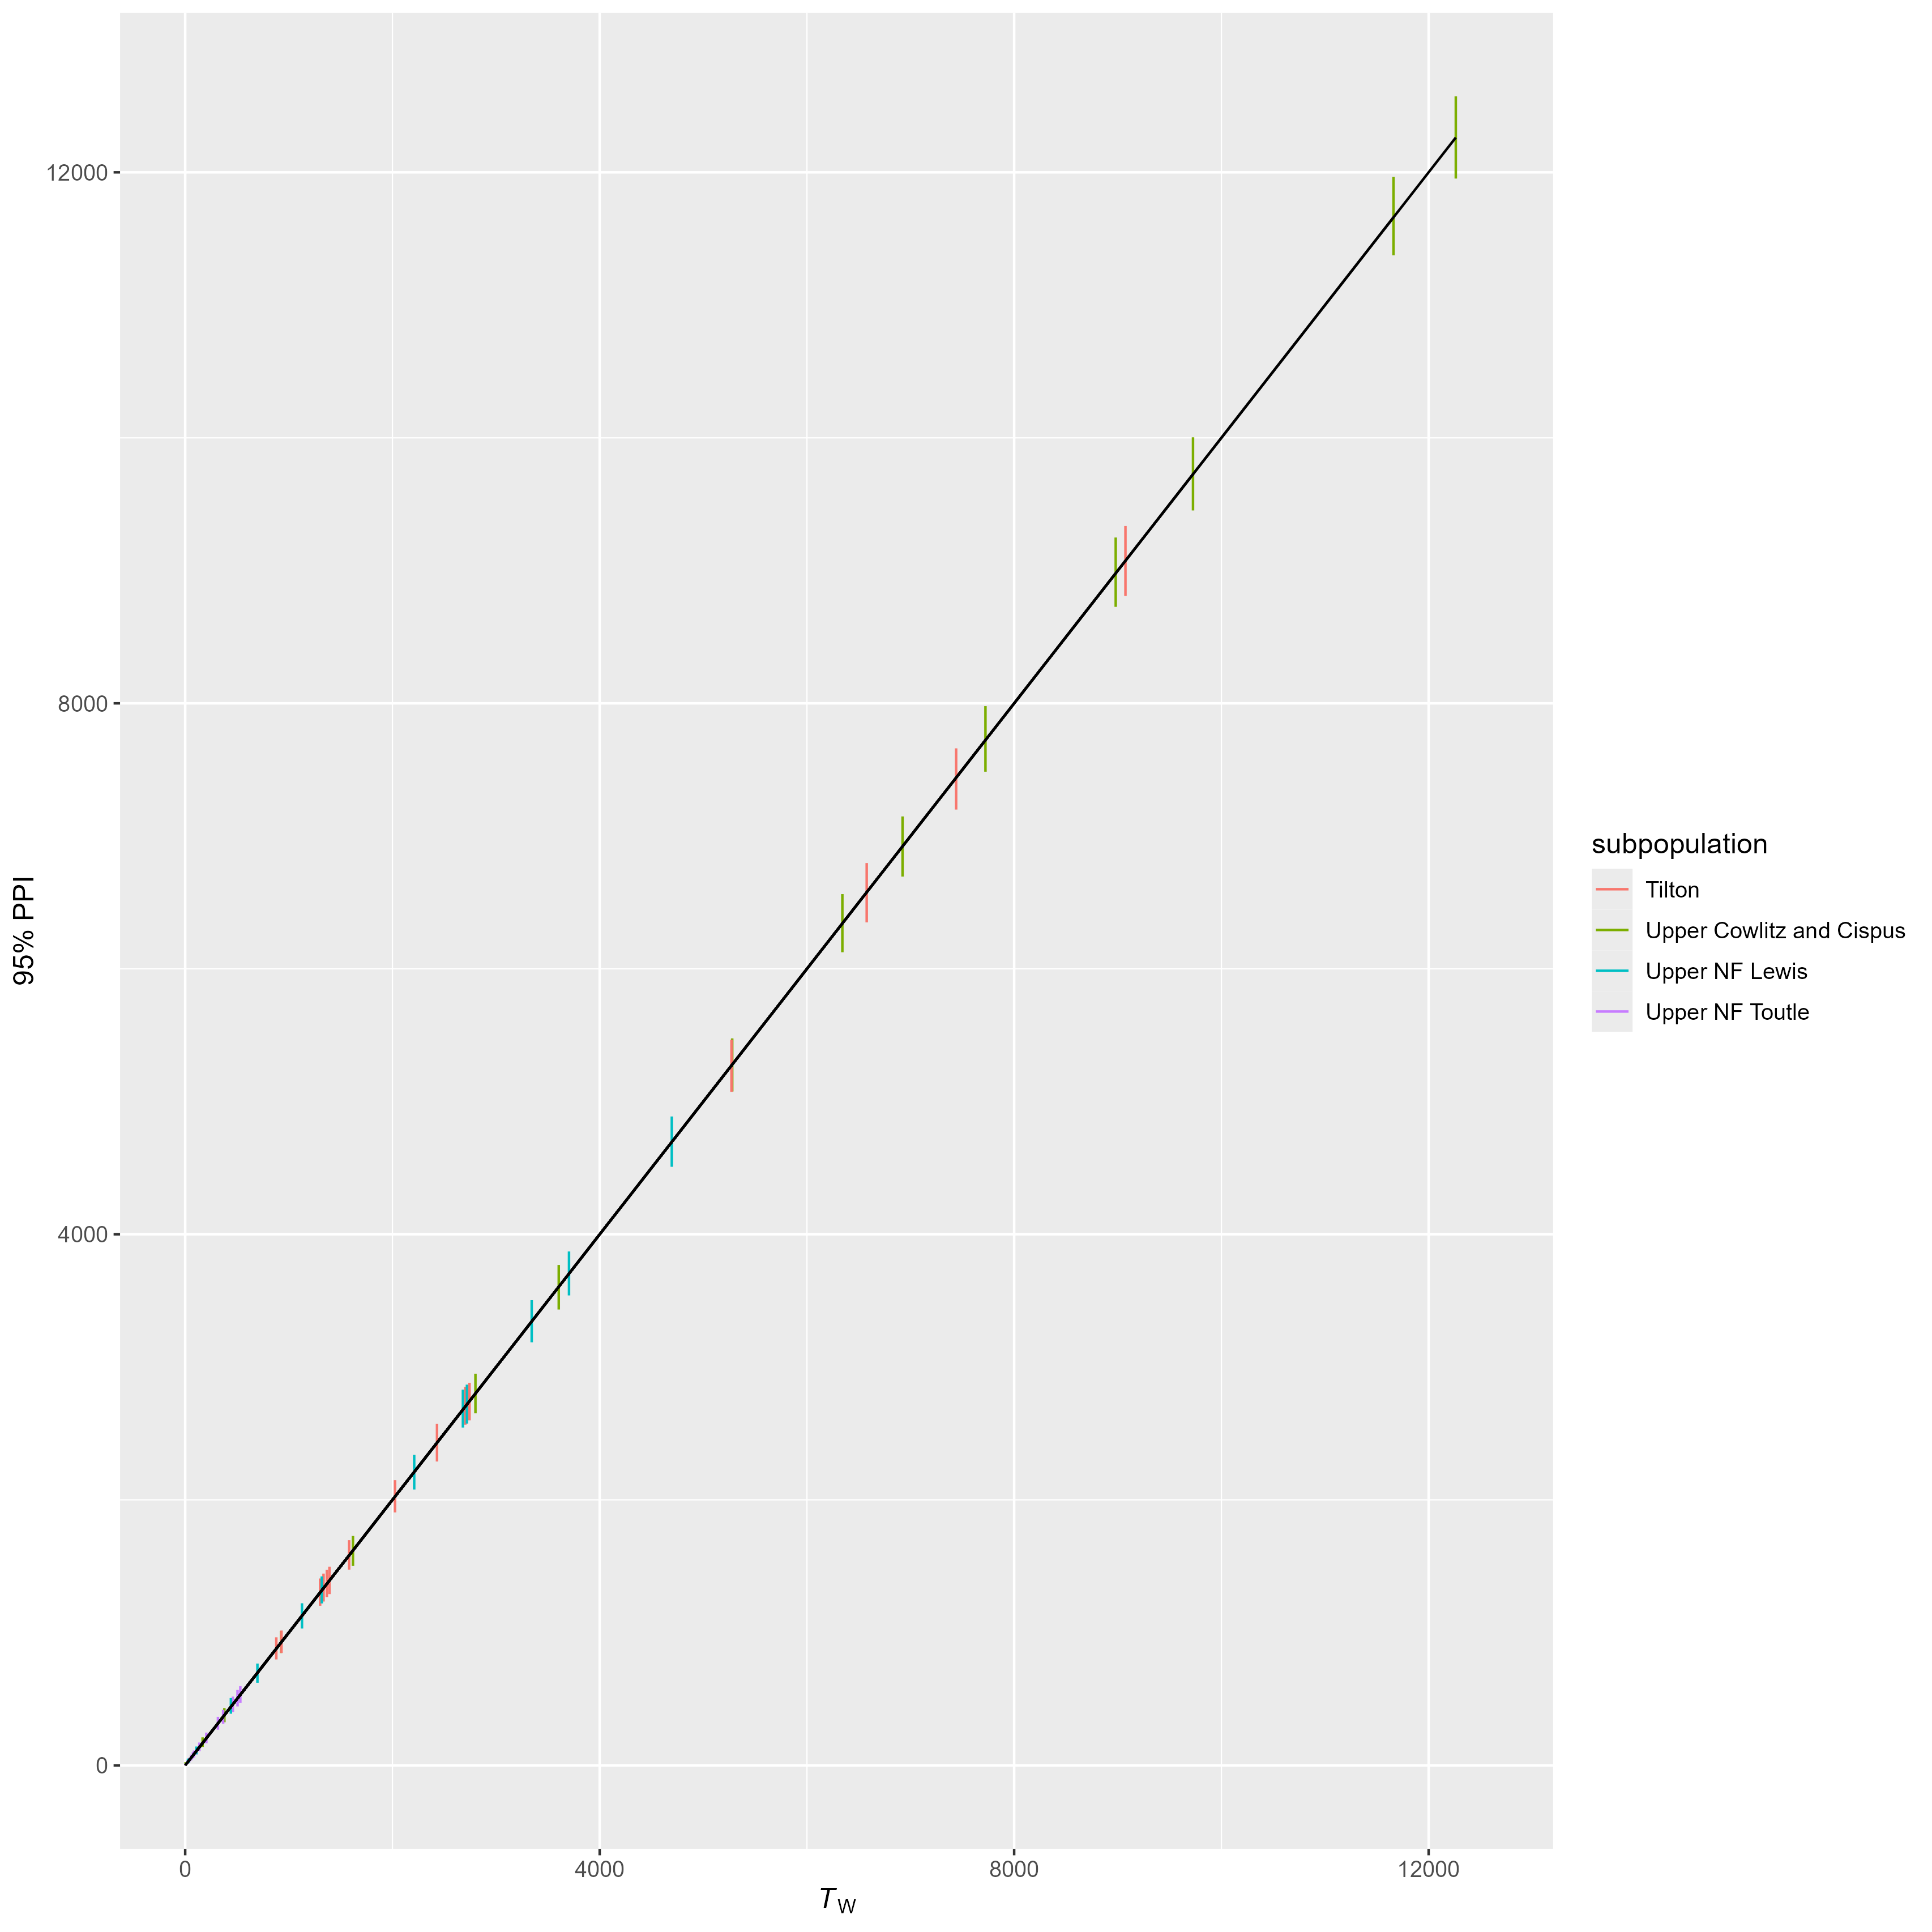 12000
8000
4000
0
95% PPI
0 4000 8000 12000
TW
subpopulation
Tilton
Upper Cowlitz and Cispus
Upper NF Lewis
Upper NF Toutle